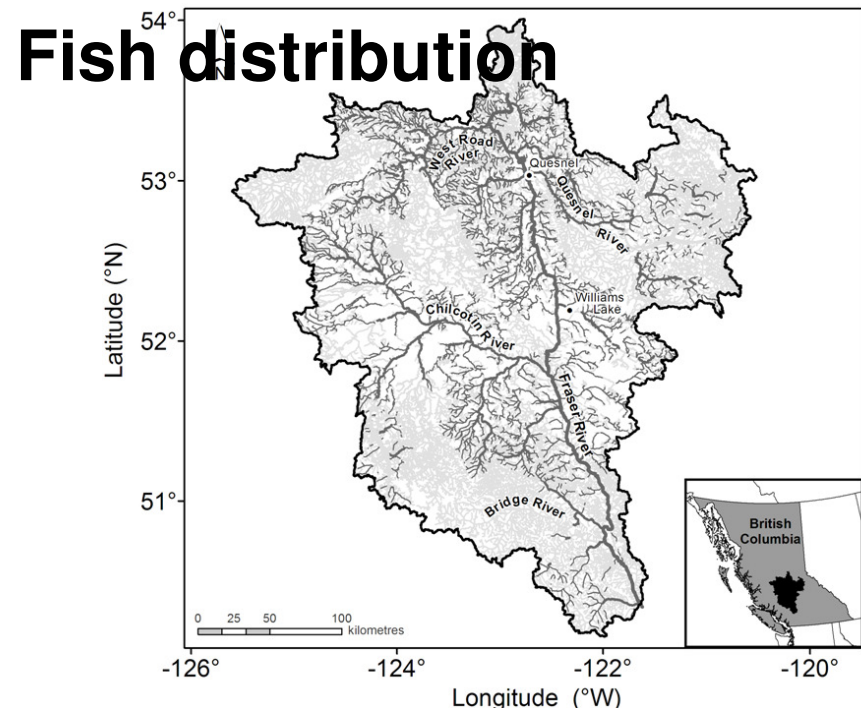 Fish distribution
54°
53°
52°
51°
Latitude (°N)
West Road
River
Quesnel
Quesnel
River
Williams
Lake
Chilcotin River
Fraser River
Bridge River
British
Columbia
0 25 50 100
kilometres
-126° -124° -122° -120°
Longitude (°W)